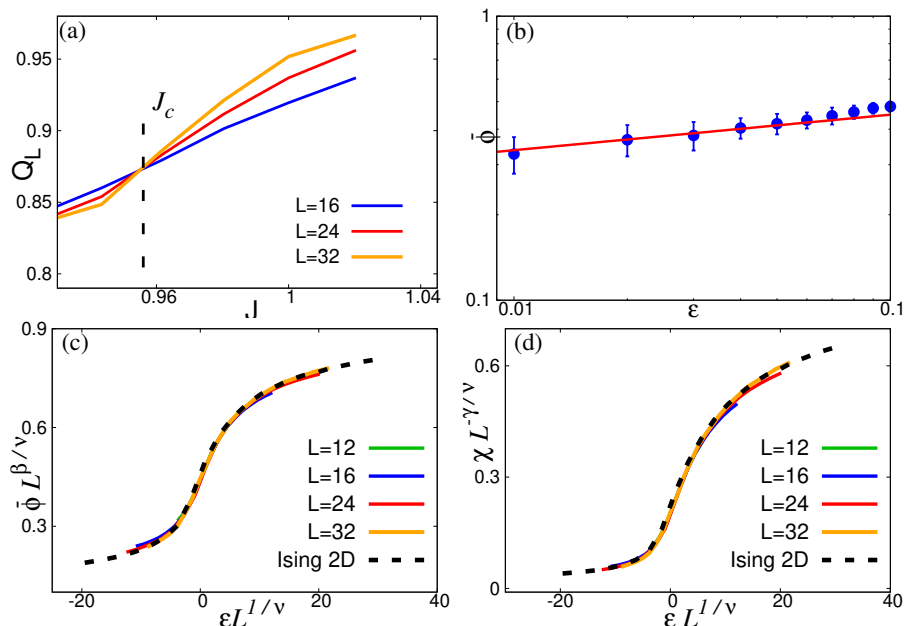 (a)
0.95
0.9
0.85
0.8
Q_L
J_c
L=16
L=24
L=32
0.96
1
1.04
J
(b)
1
0.1
ϕ̄
0.01
0.1
ε
(c)
0.9
0.6
0.3
ϕ̄ L^{β/ν}
L=12
L=16
L=24
L=32
Ising 2D
-20
0
20
40
εL^{1/ν}
(d)
0.6
0.3
0
χ L^{-γ/ν}
L=12
L=16
L=24
L=32
Ising 2D
-20
0
20
40
ε L^{1/ν}